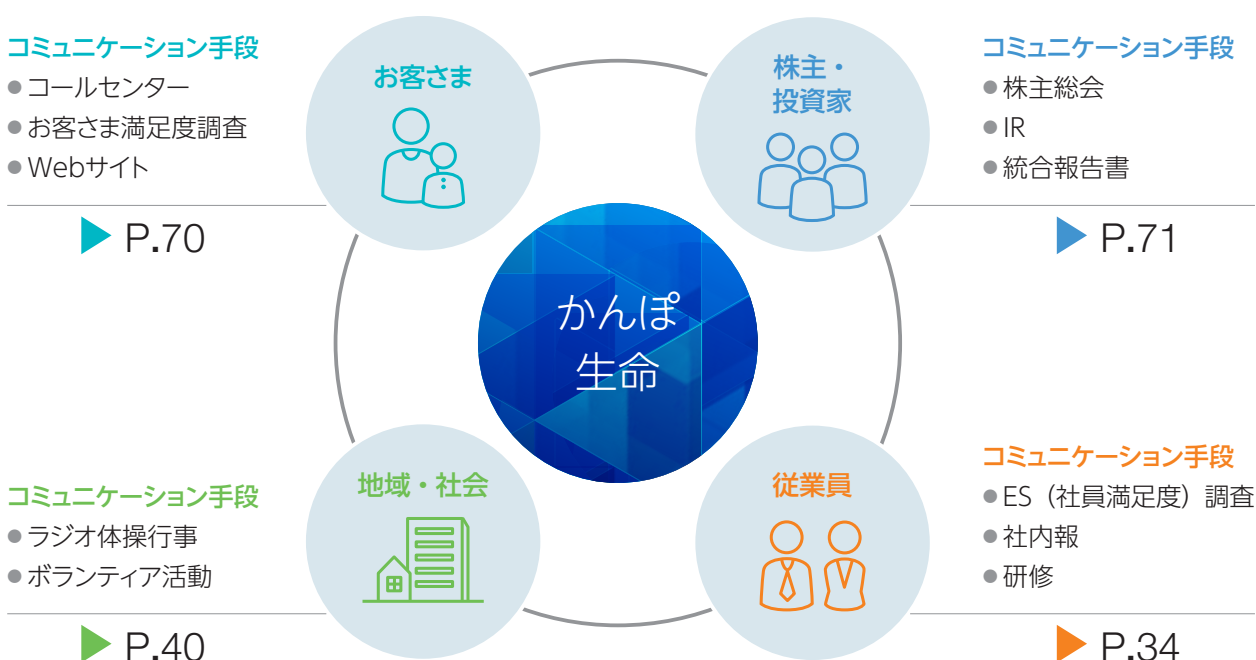 コミュニケーション手段
●コールセンター
●お客さま満足度調査
●Webサイト
▶ P.70
お客さま
株主・
投資家
コミュニケーション手段
●株主総会
●IR
●統合報告書
▶ P.71
かんぽ
生命
コミュニケーション手段
●ラジオ体操行事
●ボランティア活動
▶ P.40
地域・社会
従業員
コミュニケーション手段
●ES（社員満足度）調査
●社内報
●研修
▶ P.34